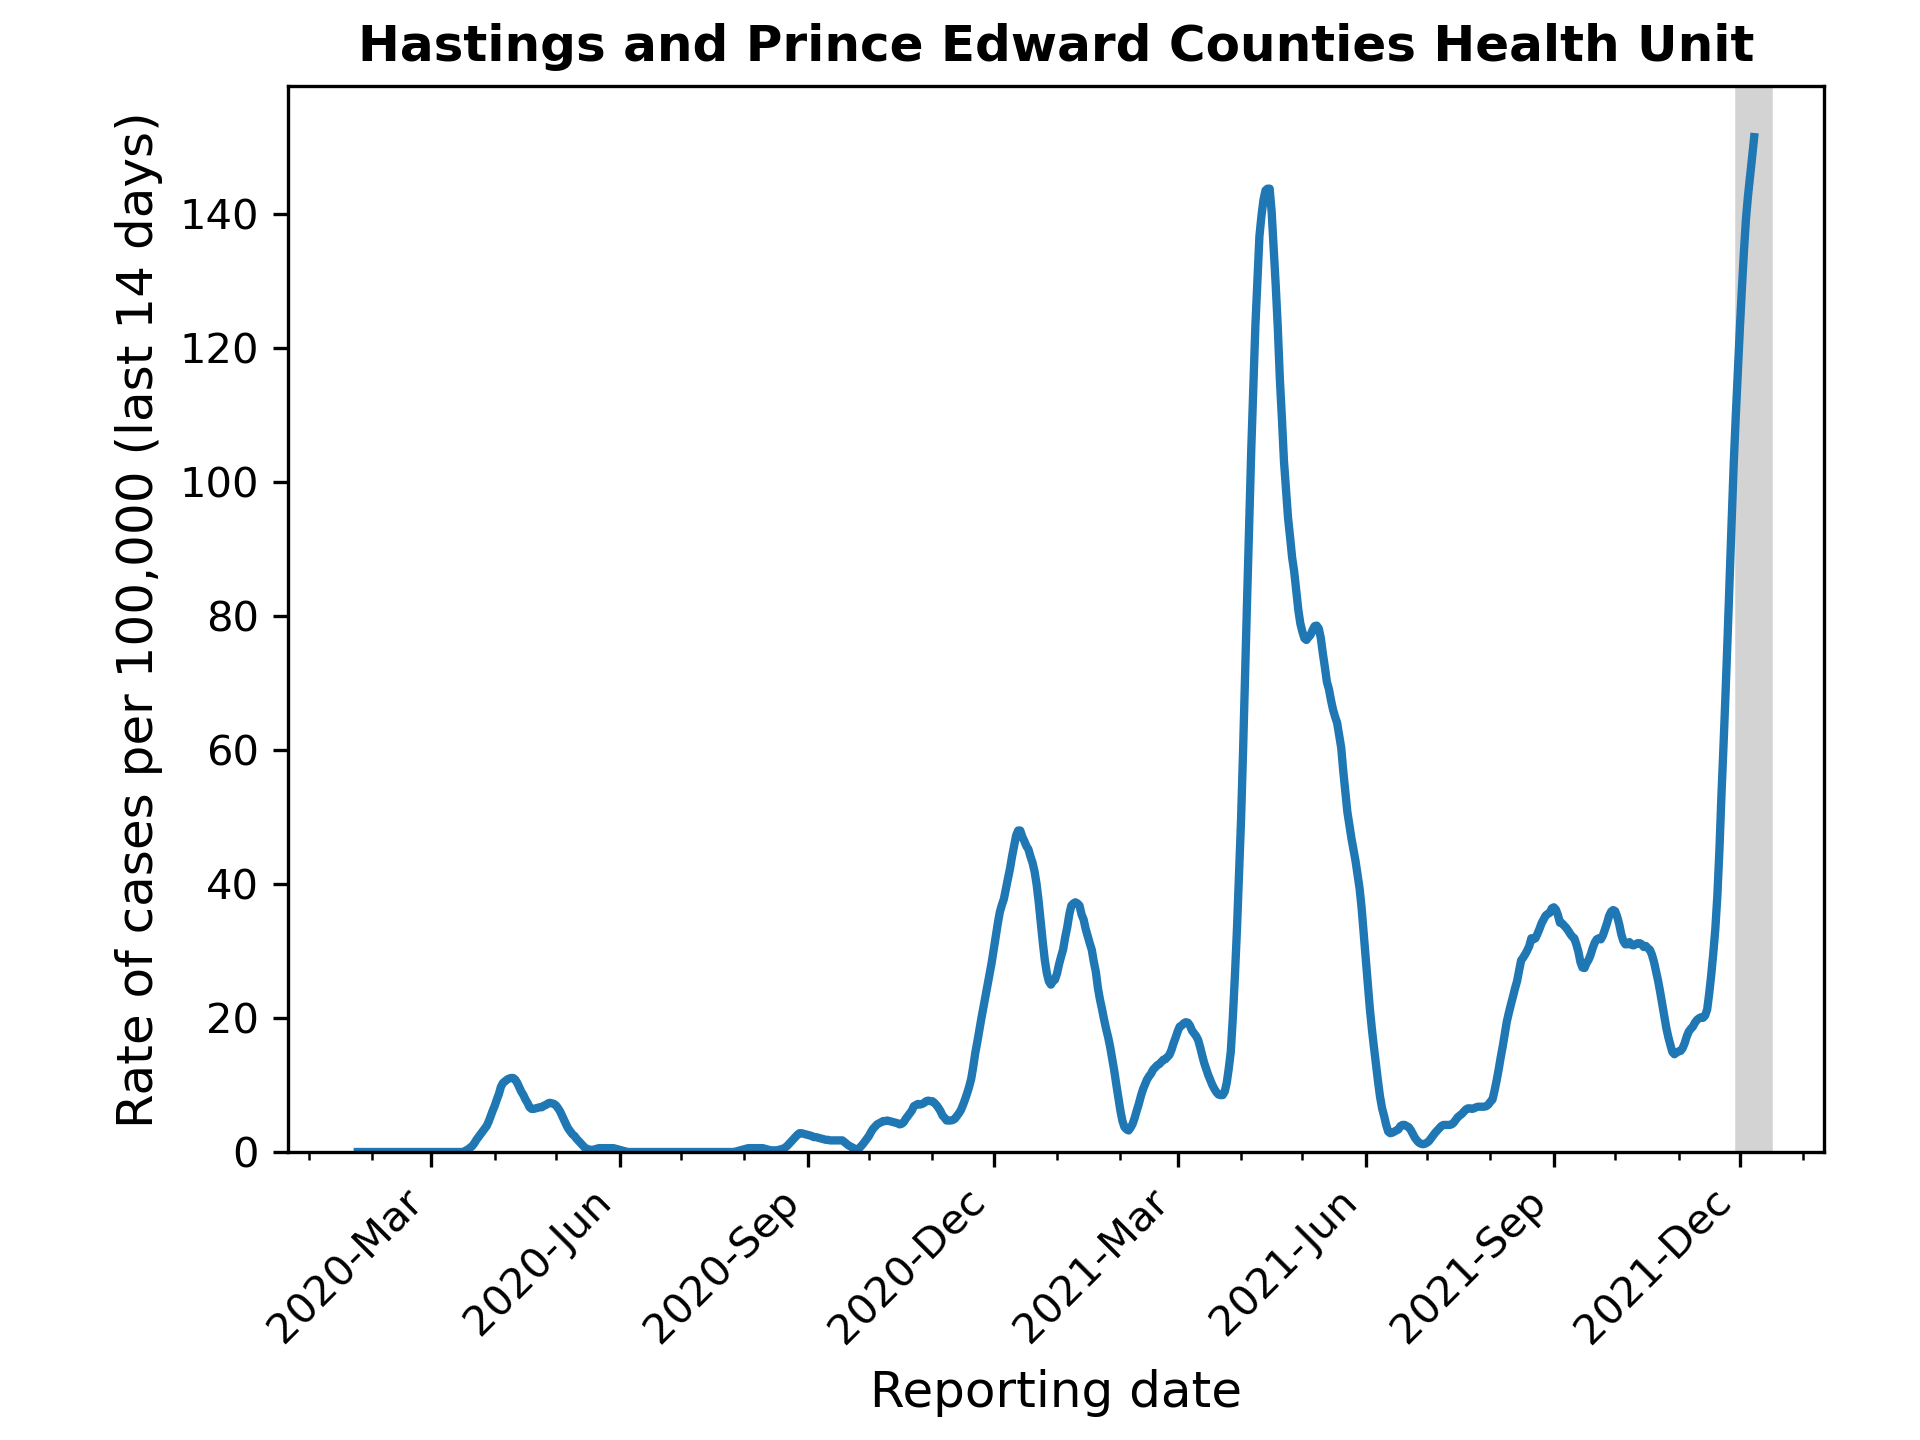 Hastings and Prince Edward Counties Health Unit
Rate of cases per 100,000 (last 14 days)
140
120
100
80
60
40
20
0
2020-Mar
2020-Jun
2020-Sep
2020-Dec
2021-Mar
2021-Jun
2021-Sep
2021-Dec
Reporting date